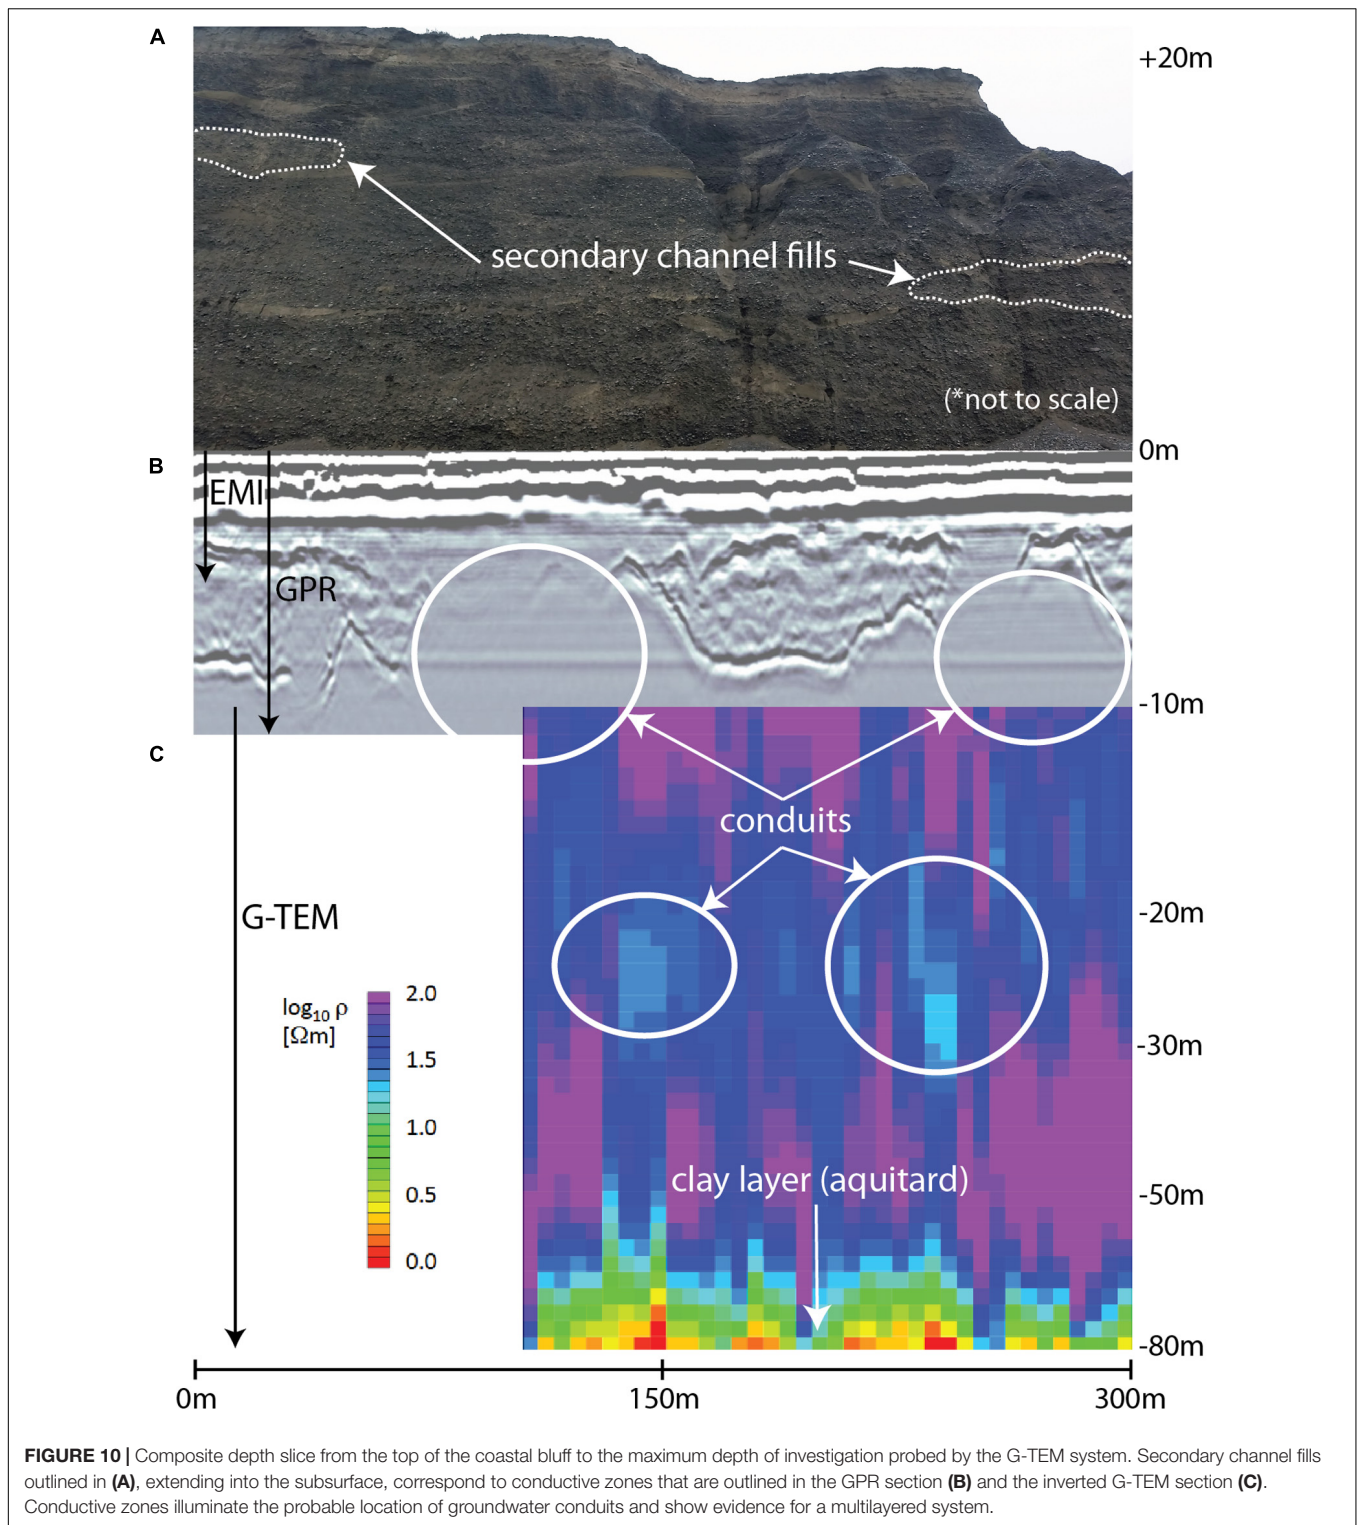 A
+20m
secondary channel fills
(*not to scale)
0m
B
EMI
GPR
-10m
C
conduits
G-TEM
-20m
log₁₀ ρ
[Ωm]
2.0
1.5
1.0
0.5
0.0
-30m
clay layer (aquitard)
-50m
-80m
0m
150m
300m
FIGURE 10 | Composite depth slice from the top of the coastal bluff to the maximum depth of investigation probed by the G-TEM system. Secondary channel fills
outlined in (A), extending into the subsurface, correspond to conductive zones that are outlined in the GPR section (B) and the inverted G-TEM section (C).
Conductive zones illuminate the probable location of groundwater conduits and show evidence for a multilayered system.